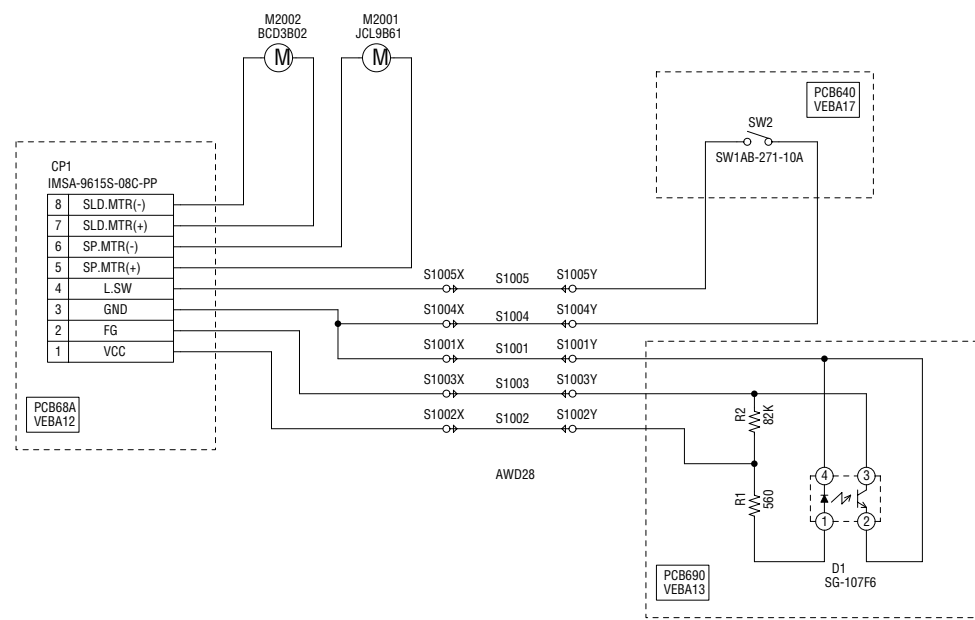 M2002
BCD3B02
M
M2001
JCL9B61
M
PCB640
VEBA17
SW2
SW1AB-271-10A
CP1
IMSA-9615S-08C-PP
8 SLD.MTR(-)
7 SLD.MTR(+)
6 SP.MTR(-)
5 SP.MTR(+)
4 L.SW
3 GND
2 FG
1 VCC
PCB68A
VEBA12
S1005X S1005 S1005Y
S1004X S1004 S1004Y
S1001X S1001 S1001Y
S1003X S1003 S1003Y
S1002X S1002 S1002Y
AWD28
R2
82K
R1
560
4 3
1 2
D1
SG-107F6
PCB690
VEBA13